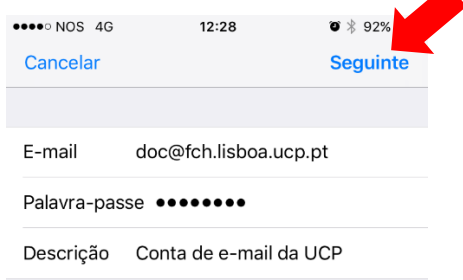 NOS 4G 12:28 92%
Cancelar Seguinte
E-mail doc@fch.lisboa.ucp.pt
Palavra-passe ●●●●●●●●
Descrição Conta de e-mail da UCP